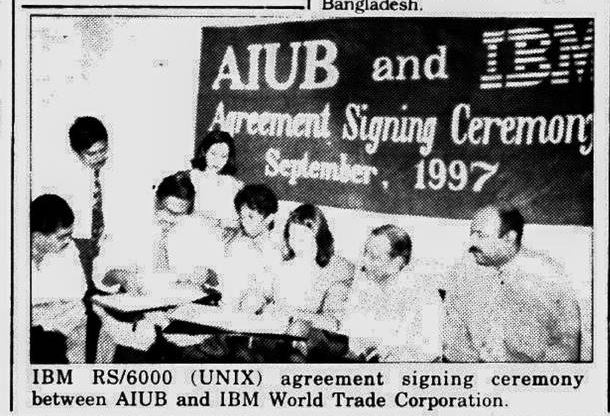 Bangladesh.
AIUB and IBM
Agreement Signing Ceremony
September, 1997
IBM RS/6000 (UNIX) agreement signing ceremony
between AIUB and IBM World Trade Corporation.